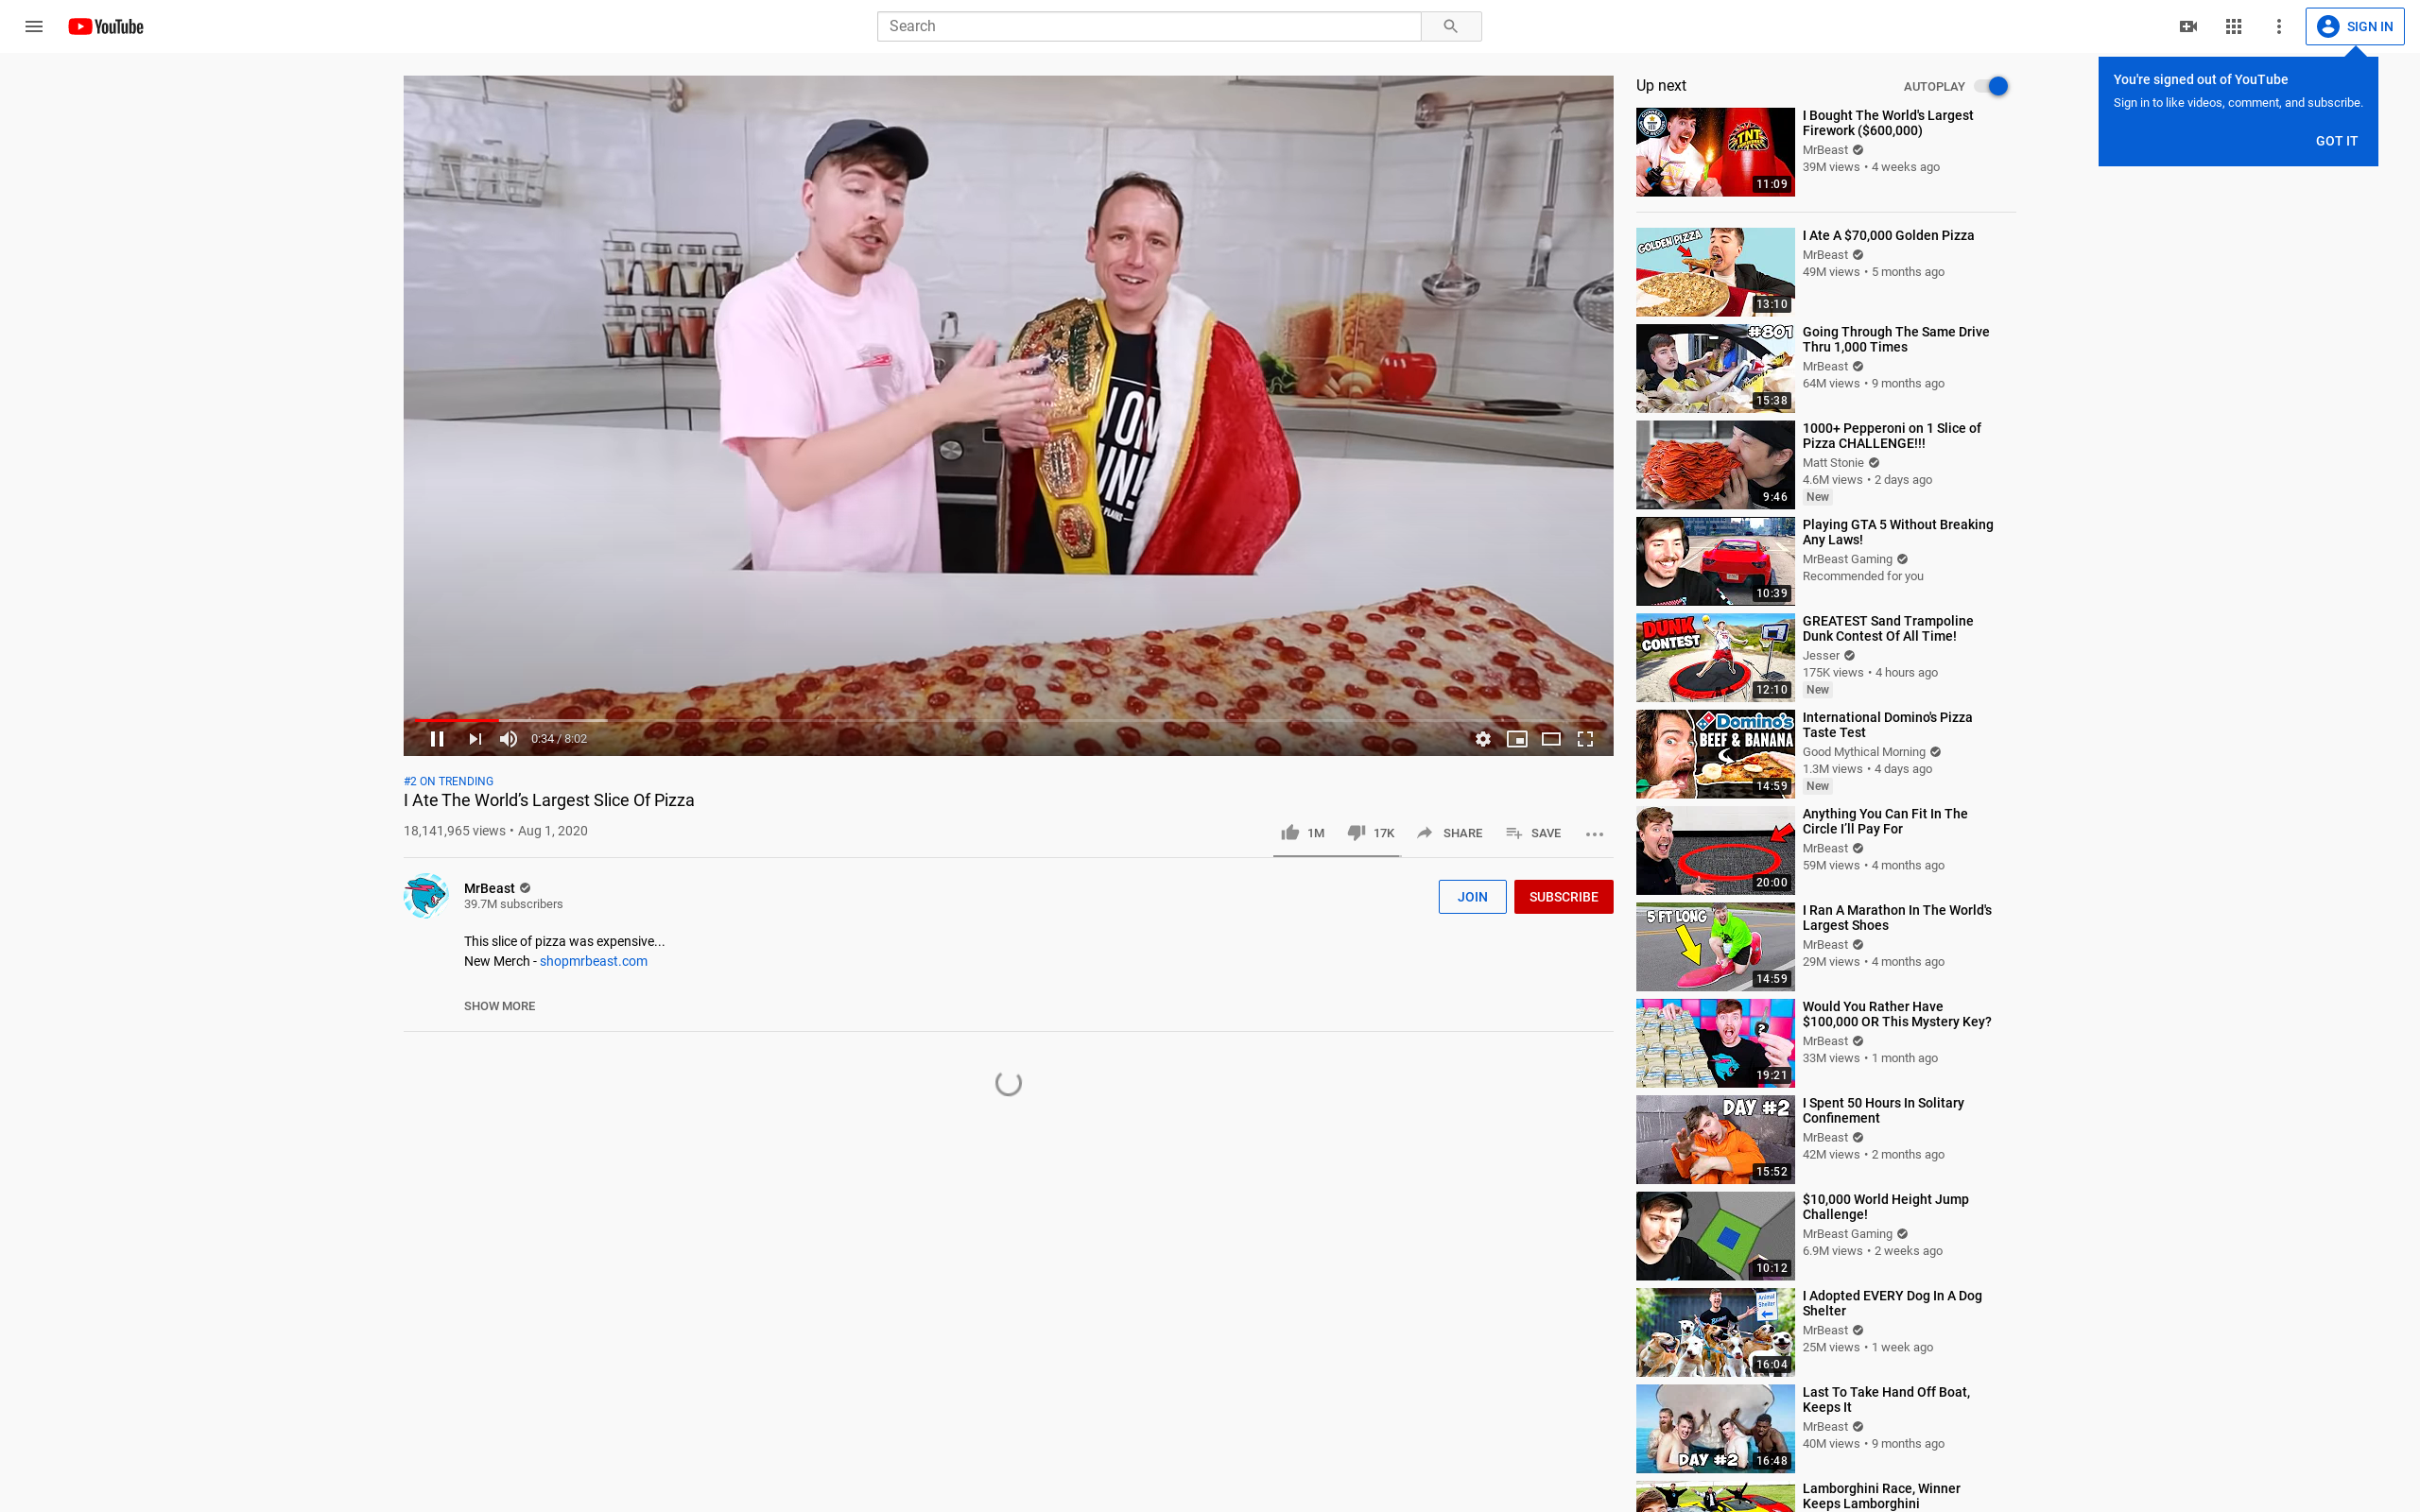 YouTube
Search
SIGN IN
You're signed out of YouTube
Sign in to like videos, comment, and subscribe.
GOT IT
0:34 / 8:02
#2 ON TRENDING
I Ate The World's Largest Slice Of Pizza
18,141,965 views • Aug 1, 2020
1M
17K
SHARE
SAVE
MrBeast
39.7M subscribers
JOIN
SUBSCRIBE
This slice of pizza was expensive...
New Merch - shopmrbeast.com
SHOW MORE
Up next
AUTOPLAY
TNT
11:09
I Bought The World's Largest
Firework ($600,000)
MrBeast
39M views • 4 weeks ago
GOLDEN PIZZA
13:10
I Ate A $70,000 Golden Pizza
MrBeast
49M views • 5 months ago
#801
15:38
Going Through The Same Drive
Thru 1,000 Times
MrBeast
64M views • 9 months ago
9:46
1000+ Pepperoni on 1 Slice of
Pizza CHALLENGE!!!
Matt Stonie
4.6M views • 2 days ago
New
10:39
Playing GTA 5 Without Breaking
Any Laws!
MrBeast Gaming
Recommended for you
DUNK
CONTEST
12:10
GREATEST Sand Trampoline
Dunk Contest Of All Time!
Jesser
175K views • 4 hours ago
New
Domino's
BEEF & BANANA
14:59
International Domino's Pizza
Taste Test
Good Mythical Morning
1.3M views • 4 days ago
New
20:00
Anything You Can Fit In The
Circle I'll Pay For
MrBeast
59M views • 4 months ago
5 FT LONG
14:59
I Ran A Marathon In The World's
Largest Shoes
MrBeast
29M views • 4 months ago
?
19:21
Would You Rather Have
$100,000 OR This Mystery Key?
MrBeast
33M views • 1 month ago
DAY #2
15:52
I Spent 50 Hours In Solitary
Confinement
MrBeast
42M views • 2 months ago
10:12
$10,000 World Height Jump
Challenge!
MrBeast Gaming
6.9M views • 2 weeks ago
Animal
Shelter
16:04
I Adopted EVERY Dog In A Dog
Shelter
MrBeast
25M views • 1 week ago
DAY #2
16:48
Last To Take Hand Off Boat,
Keeps It
MrBeast
40M views • 9 months ago
Lamborghini Race, Winner
Keeps Lamborghini